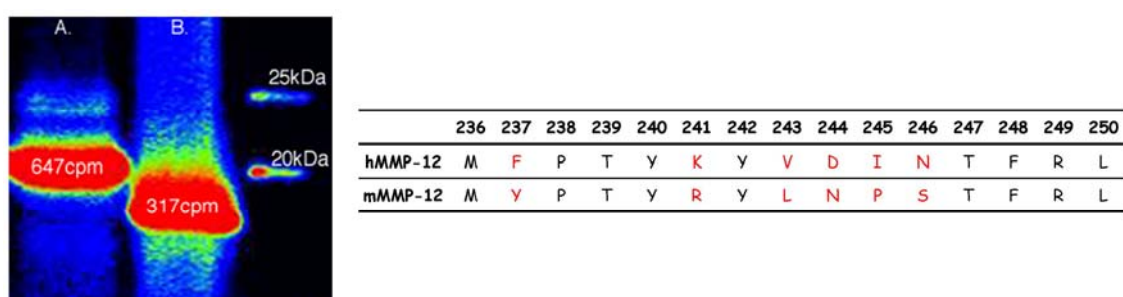 A. B.
25kDa
20kDa
647cpm
317cpm
236 237 238 239 240 241 242 243 244 245 246 247 248 249 250
hMMP-12 M F P T Y K Y V D I N T F R L
mMMP-12 M Y P T Y R Y L N P S T F R L